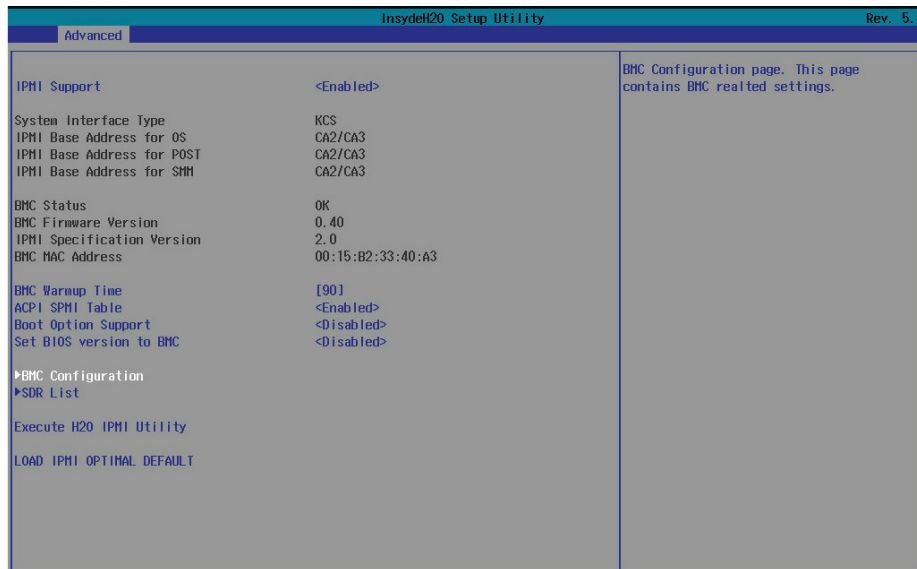 InsydeH20 Setup Utility Rev. 5.
Advanced
IPMI Support <Enabled>
System Interface Type KCS
IPMI Base Address for OS CA2/CA3
IPMI Base Address for POST CA2/CA3
IPMI Base Address for SMM CA2/CA3
BMC Status OK
BMC Firmware Version 0.40
IPMI Specification Version 2.0
BMC MAC Address 00:15:B2:33:40:A3
BMC Warmup Time [90]
ACPI SPMI Table <Enabled>
Boot Option Support <Disabled>
Set BIOS version to BMC <Disabled>
▶BMC Configuration
▶SDR List
Execute H20 IPMI Utility
LOAD IPMI OPTIMAL DEFAULT
BMC Configuration page. This page
contains BMC realted settings.